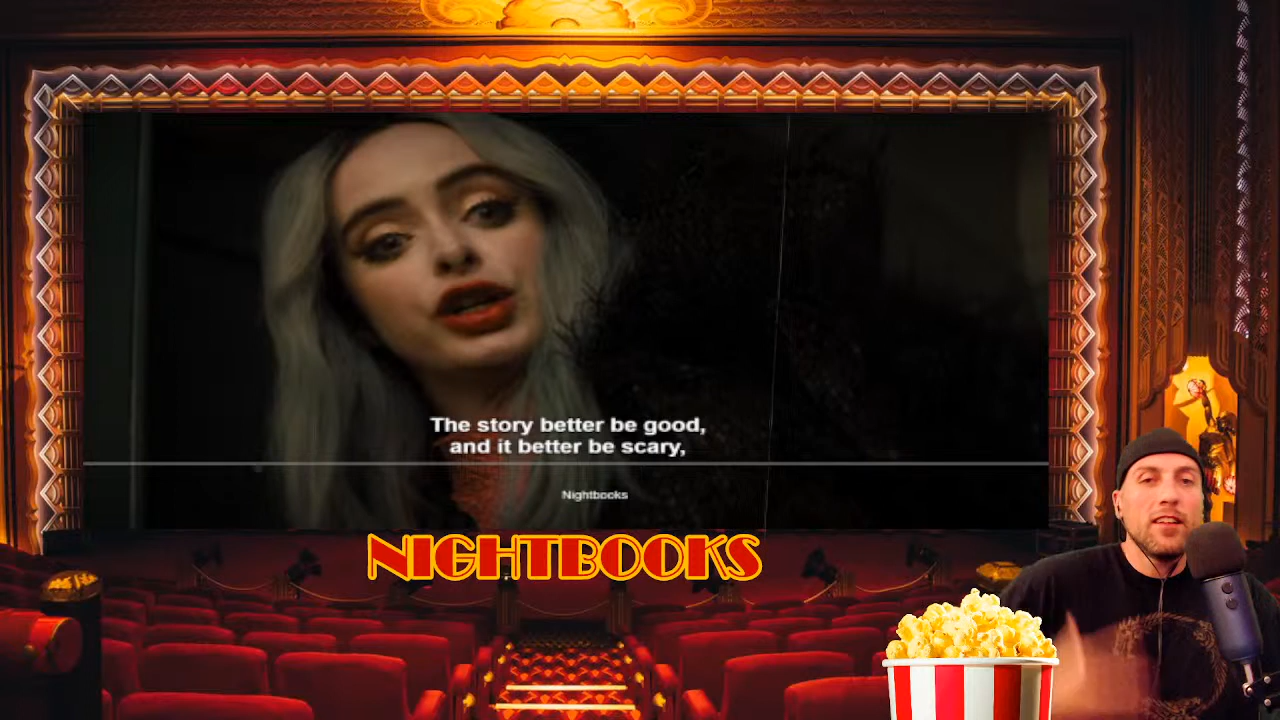 The story better be good,
and it better be scary,
Nightbooks
NIGHTBOOKS